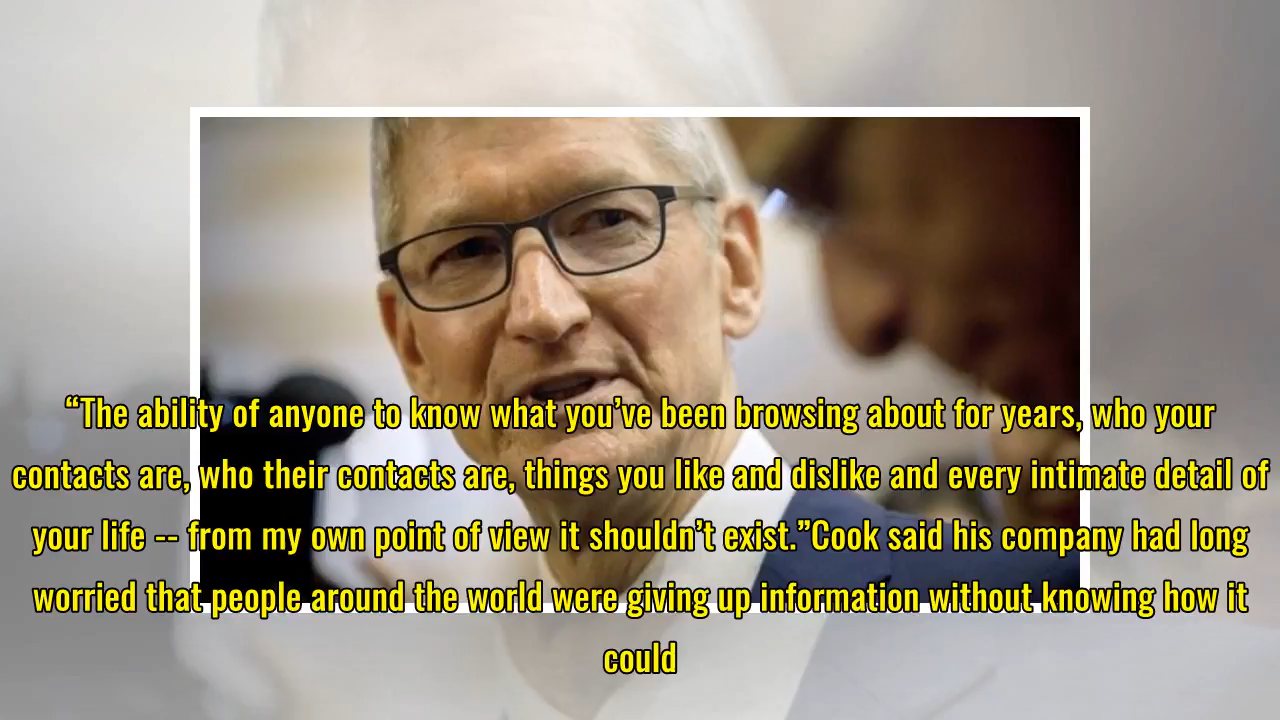 “The ability of anyone to know what you’ve been browsing about for years, who your
contacts are, who their contacts are, things you like and dislike and every intimate detail of
your life -- from my own point of view it shouldn’t exist.”Cook said his company had long
worried that people around the world were giving up information without knowing how it
could